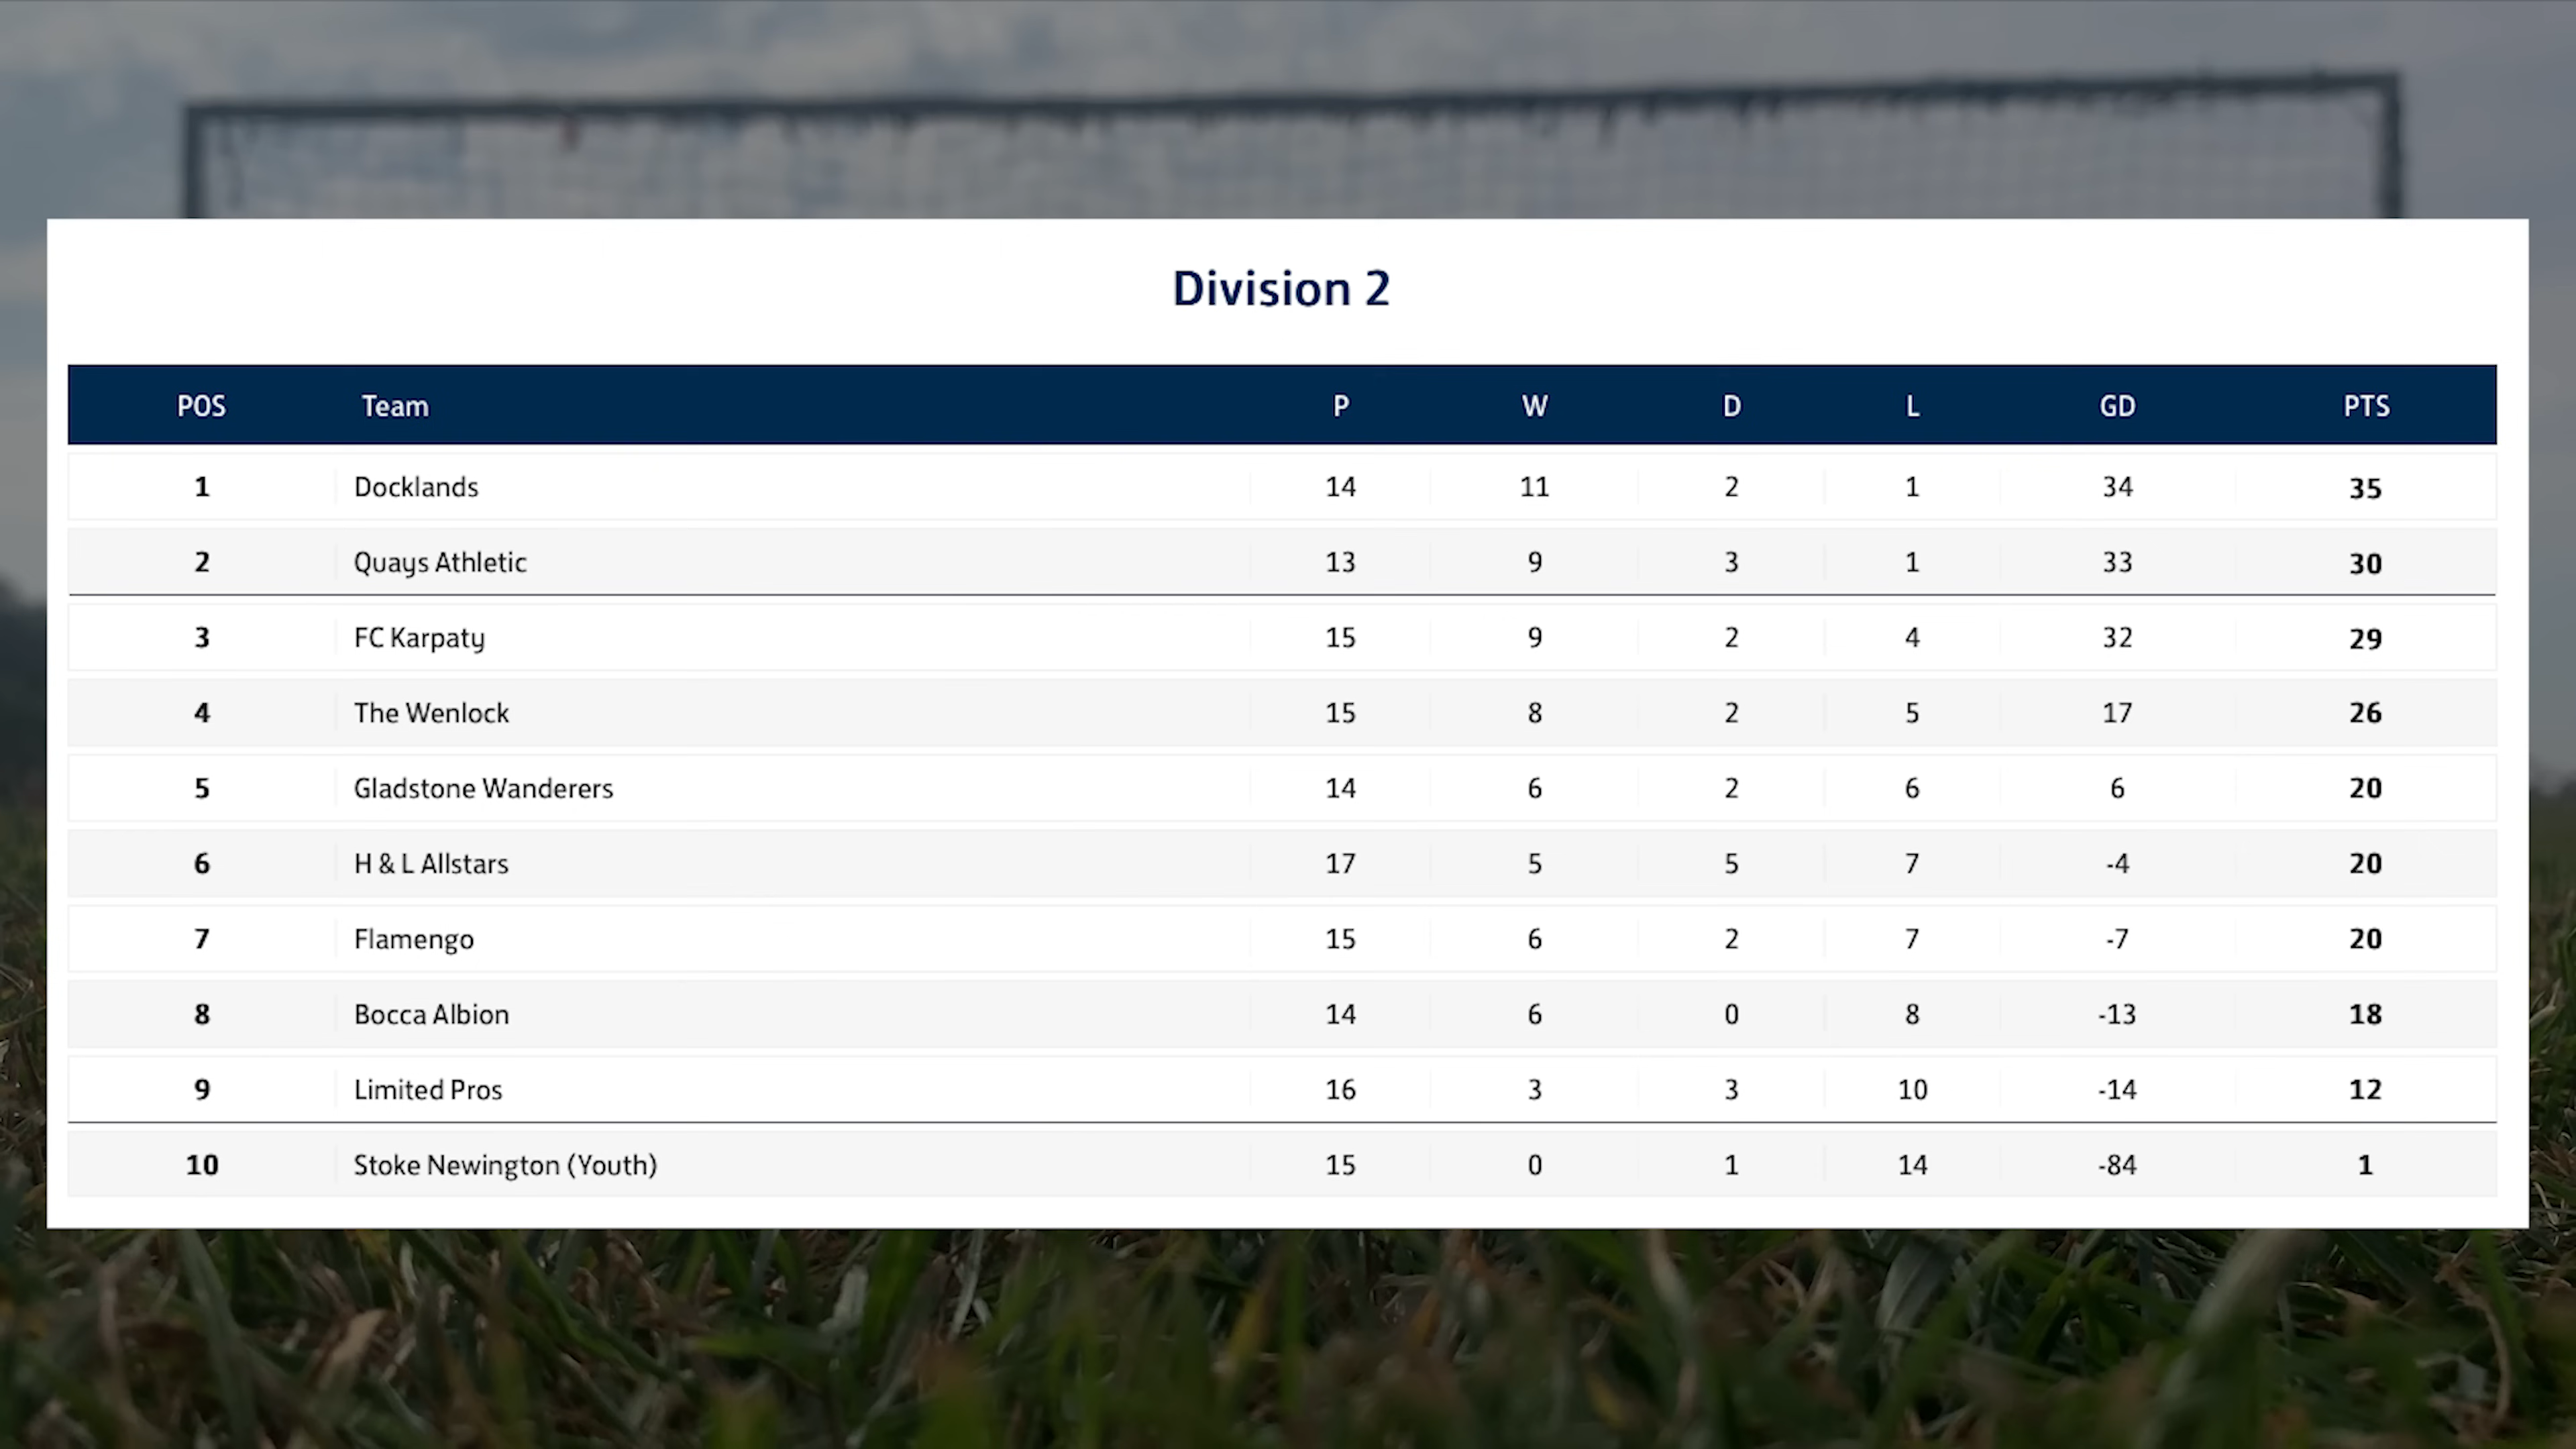 Division 2
POS Team P W D L GD PTS
1 Docklands 14 11 2 1 34 35
2 Quays Athletic 13 9 3 1 33 30
3 FC Karpaty 15 9 2 4 32 29
4 The Wenlock 15 8 2 5 17 26
5 Gladstone Wanderers 14 6 2 6 6 20
6 H & L Allstars 17 5 5 7 -4 20
7 Flamengo 15 6 2 7 -7 20
8 Bocca Albion 14 6 0 8 -13 18
9 Limited Pros 16 3 3 10 -14 12
10 Stoke Newington (Youth) 15 0 1 14 -84 1